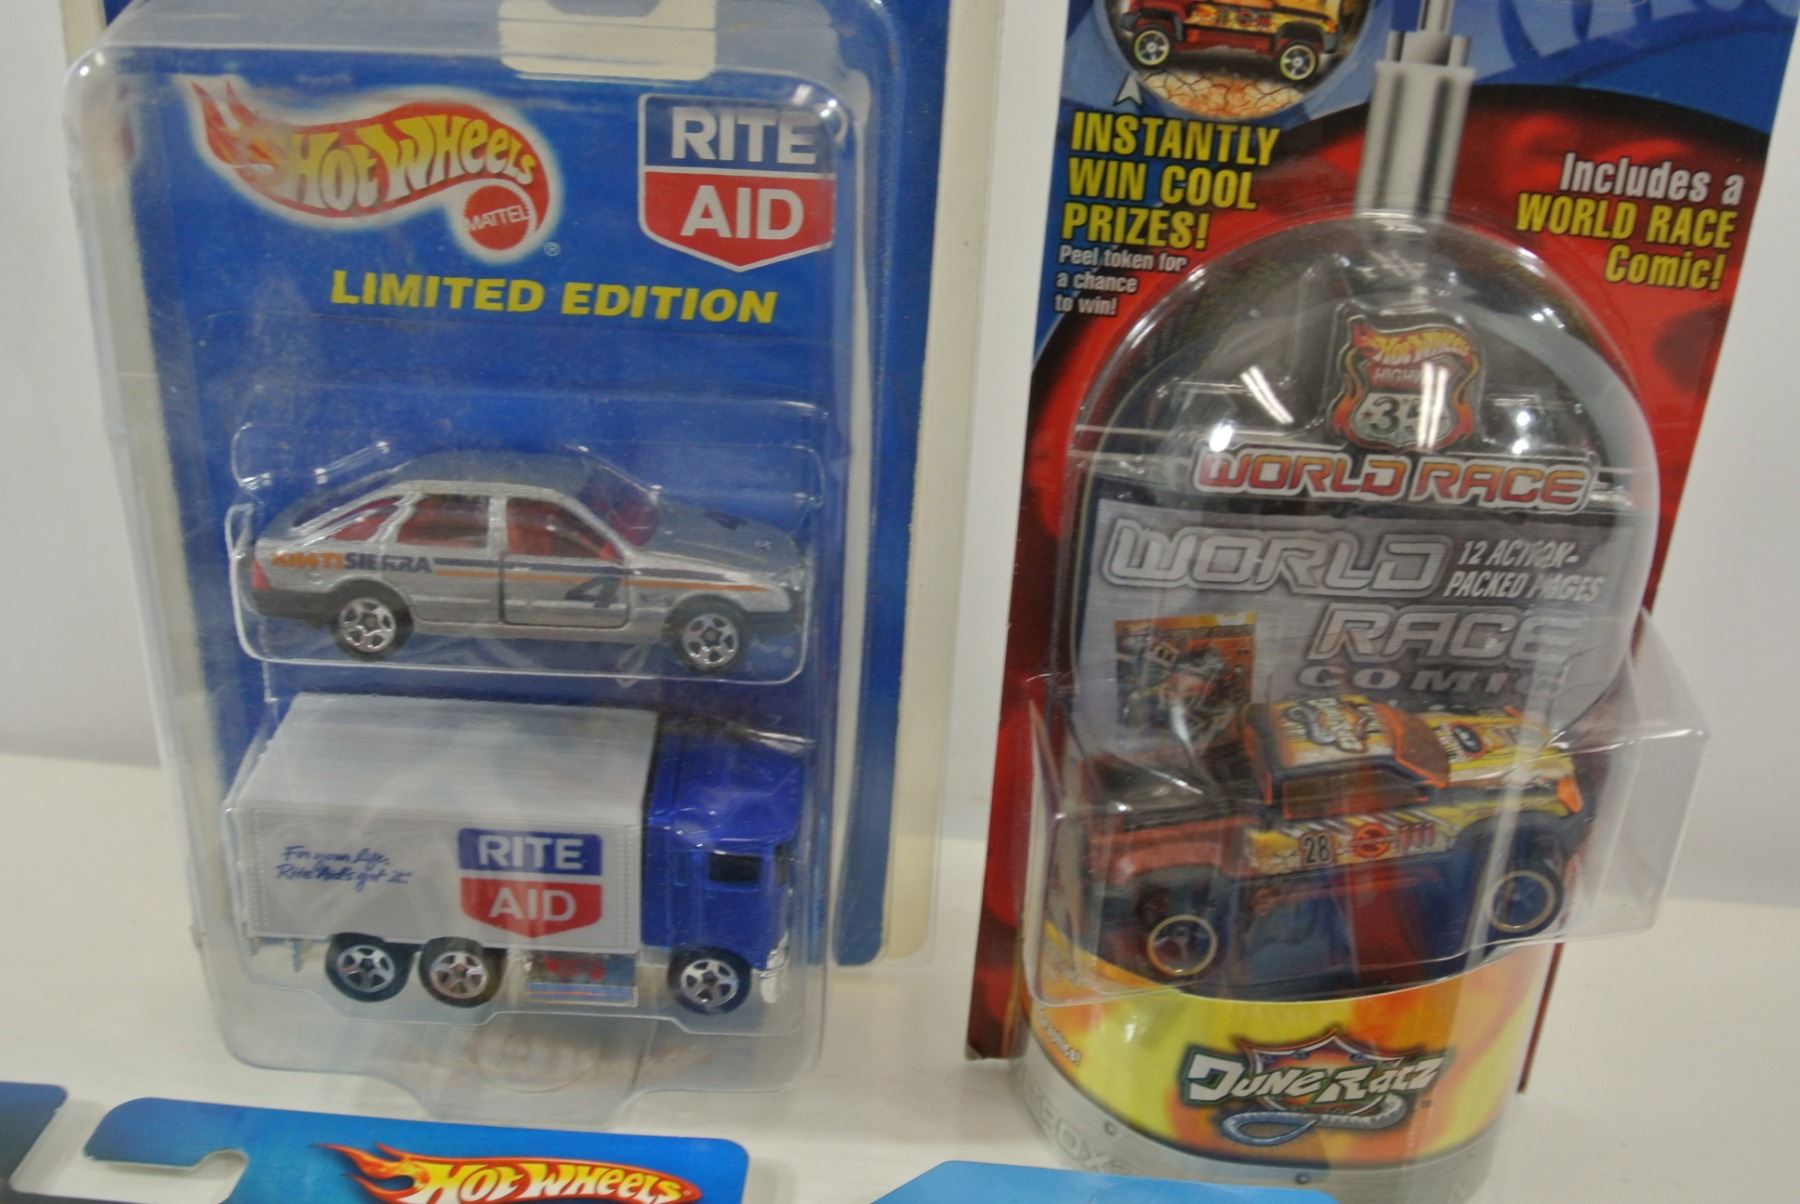 HOT WHEELS
MATTEL
®
RITE
AID
LIMITED EDITION
SIERRA
4
For your life,
Rite Aid's got it.
RITE
AID
INSTANTLY
WIN COOL
PRIZES!
Peel token for
a chance
to win!
Includes a
WORLD RACE
Comic!
HOT WHEELS
HIGHWAY
35
WORLD RACE
WORLD
12 ACTION-
PACKED PAGES
RACE
COMIC
28
DUNE RATZ
HOT WHEELS